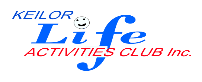 KEILOR
Life
ACTIVITIES CLUB Inc.